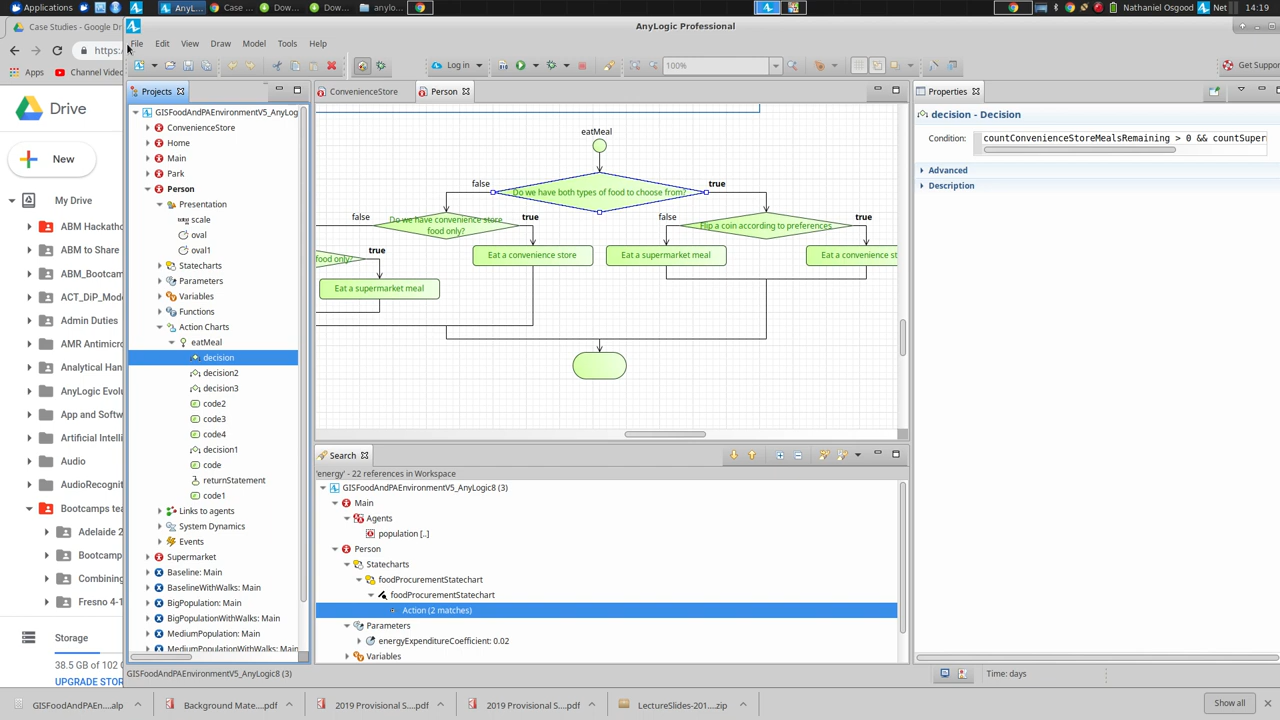 Applications
AnyL...
Case ...
Dow...
Dow...
anylo...
Nathaniel Osgood
Net
14:19
Case Studies - Google Dr
https:
Apps
Channel Video
Drive
New
My Drive
ABM Hackatho
ABM to Share
ABM_Bootcam
ACT_DiP_Mode
Admin Duties
AMR Antimicro
Analytical Han
AnyLogic Evol
App and Softw
Artificial Intelli
Audio
AudioRecognit
Bootcamps tea
Adelaide 2
Bootcamp
Combining
Fresno 4-1
Storage
38.5 GB of 102 G
UPGRADE STOR
AnyLogic Professional
File Edit View Draw Model Tools Help
Log in
100%
Get Suppor
Projects
GISFoodAndPAEnvironmentV5_AnyLog
ConvenienceStore
Home
Main
Park
Person
Presentation
scale
oval
oval1
Statecharts
Parameters
Variables
Functions
Action Charts
eatMeal
decision
decision2
decision3
code2
code3
code4
decision1
code
returnStatement
code1
Links to agents
System Dynamics
Events
Supermarket
Baseline: Main
BaselineWithWalks: Main
BigPopulation: Main
BigPopulationWithWalks: Main
MediumPopulation: Main
MediumPopulationWithWalks: Main
ConvenienceStore
Person
eatMeal
false
Do we have both types of food to choose from?
true
false
Do we have convenience store
food only?
true
false
Flip a coin according to preferences
true
food only?
true
Eat a convenience store
Eat a supermarket meal
Eat a convenience st
Eat a supermarket meal
Search
'energy' - 22 references in Workspace
GISFoodAndPAEnvironmentV5_AnyLogic8 (3)
Main
Agents
population [..]
Person
Statecharts
foodProcurementStatechart
foodProcurementStatechart
Action (2 matches)
Parameters
energyExpenditureCoefficient: 0.02
Variables
Properties
decision - Decision
Condition:
countConvenienceStoreMealsRemaining > 0 && countSuper
Advanced
Description
GISFoodAndPAEnvironmentV5_AnyLogic8 (3)
Time: days
GISFoodAndPAEn....alp
Background Mate....pdf
2019 Provisional S....pdf
2019 Provisional S....pdf
LectureSlides-201....zip
Show all